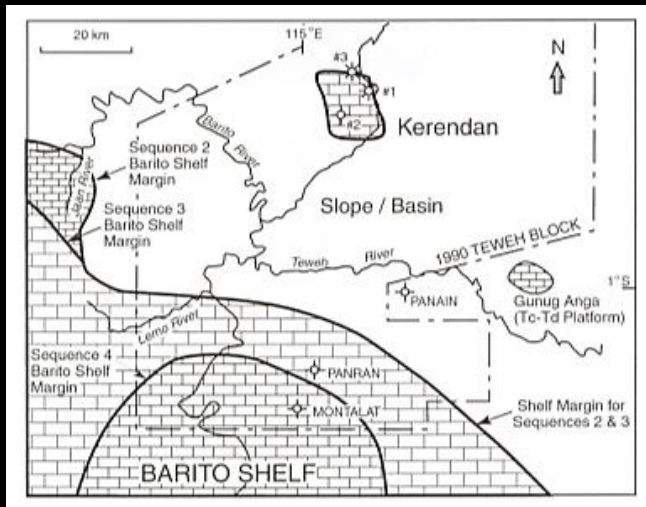 20 km
115°E
N
#3
#1
#2
Kerendan
Barito
River
Sequence 2
Barito Shelf
Margin
River
Sequence 3
Barito Shelf
Margin
Slope / Basin
Teweh
River
1990 TEWEH BLOCK
1°S
PANAIN
Gunug Anga
(Tc-Td Platform)
Lemo River
Sequence 4
Barito Shelf
Margin
PANRAN
MONTALAT
Shelf Margin for
Sequences 2 & 3
BARITO SHELF